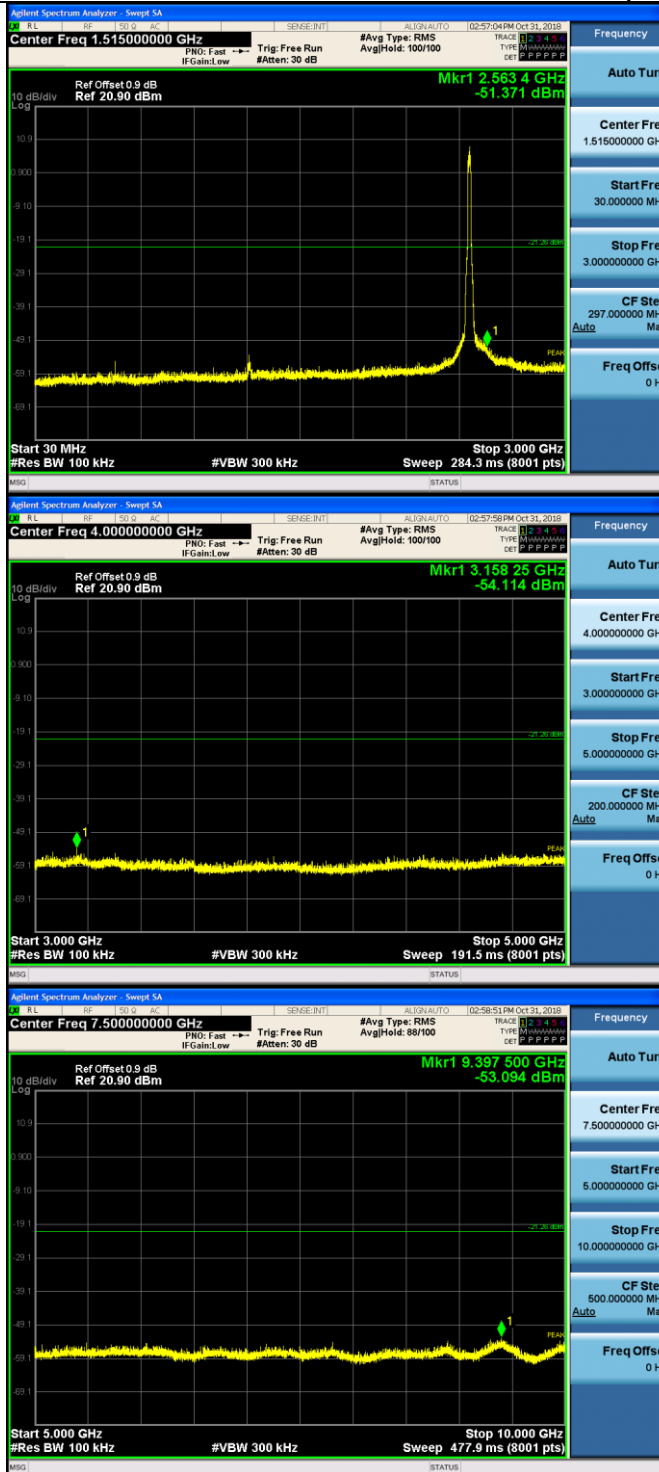 Agilent Spectrum Analyzer - Swept SA
RL RF 50 Ω AC SENSE:INT ALIGNAUTO 02:57:04 PM Oct 31, 2018
Center Freq 1.515000000 GHz
PNO: Fast
IFGain:Low
Trig: Free Run
#Atten: 30 dB
#Avg Type: RMS
Avg|Hold: 100/100
TRACE 1 2 3 4 5 6
TYPE M
DET P P P P P P
Frequency
Auto Tun
Mkr1 2.563 4 GHz
-51.371 dBm
Ref Offset 0.9 dB
10 dB/div Ref 20.90 dBm
Log
10.9
0.900
-9.10
-19.1
-29.1
-39.1
-49.1
-59.1
-69.1
-21.26 dBm
1
PEAK
Center Fre
1.515000000 GH
Start Fre
30.000000 MH
Stop Fre
3.000000000 GH
CF Ste
297.000000 MH
Auto Ma
Freq Offse
0 H
Start 30 MHz Stop 3.000 GHz
#Res BW 100 kHz #VBW 300 kHz Sweep 284.3 ms (8001 pts)
MSG STATUS
Agilent Spectrum Analyzer - Swept SA
RL RF 50 Ω AC SENSE:INT ALIGNAUTO 02:57:58 PM Oct 31, 2018
Center Freq 4.000000000 GHz
PNO: Fast
IFGain:Low
Trig: Free Run
#Atten: 30 dB
#Avg Type: RMS
Avg|Hold: 100/100
TRACE 1 2 3 4 5 6
TYPE M
DET P P P P P P
Frequency
Auto Tun
Mkr1 3.158 25 GHz
-54.114 dBm
Ref Offset 0.9 dB
10 dB/div Ref 20.90 dBm
Log
10.9
0.900
-9.10
-19.1
-29.1
-39.1
-49.1
-59.1
-69.1
-21.26 dBm
1
PEAK
Center Fre
4.000000000 GH
Start Fre
3.000000000 GH
Stop Fre
5.000000000 GH
CF Ste
200.000000 MH
Auto Ma
Freq Offse
0 H
Start 3.000 GHz Stop 5.000 GHz
#Res BW 100 kHz #VBW 300 kHz Sweep 191.5 ms (8001 pts)
MSG STATUS
Agilent Spectrum Analyzer - Swept SA
RL RF 50 Ω AC SENSE:INT ALIGNAUTO 02:58:51 PM Oct 31, 2018
Center Freq 7.500000000 GHz
PNO: Fast
IFGain:Low
Trig: Free Run
#Atten: 30 dB
#Avg Type: RMS
Avg|Hold: 88/100
TRACE 1 2 3 4 5 6
TYPE M
DET P P P P P P
Frequency
Auto Tun
Mkr1 9.397 500 GHz
-53.094 dBm
Ref Offset 0.9 dB
10 dB/div Ref 20.90 dBm
Log
10.9
0.900
-9.10
-19.1
-29.1
-39.1
-49.1
-59.1
-69.1
-21.26 dBm
1
PEAK
Center Fre
7.500000000 GH
Start Fre
5.000000000 GH
Stop Fre
10.000000000 GH
CF Ste
500.000000 MH
Auto Ma
Freq Offse
0 H
Start 5.000 GHz Stop 10.000 GHz
#Res BW 100 kHz #VBW 300 kHz Sweep 477.9 ms (8001 pts)
MSG STATUS